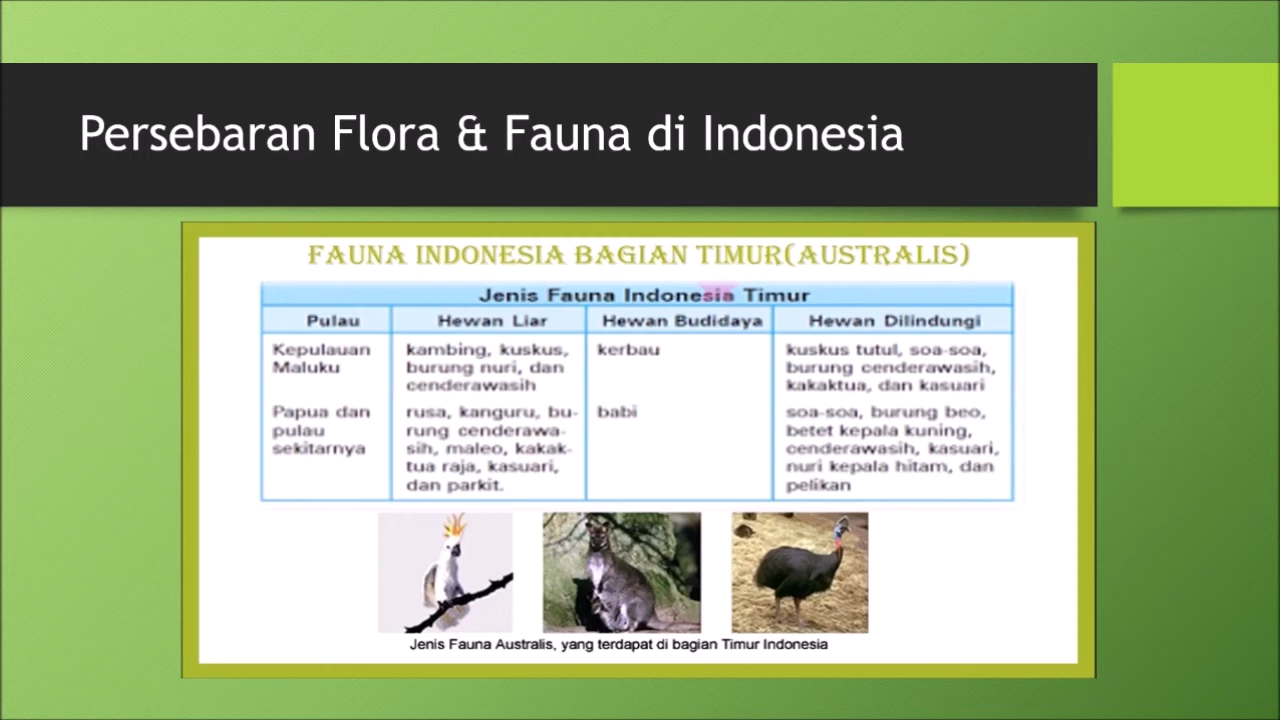 Persebaran Flora & Fauna di Indonesia
FAUNA INDONESIA BAGIAN TIMUR(AUSTRALIS)
Jenis Fauna Indonesia Timur
Pulau Hewan Liar Hewan Budidaya Hewan Dilindungi
Kepulauan kambing, kuskus, kerbau kuskus tutul, soa-soa,
Maluku burung nuri, dan burung cenderawasih,
cenderawasih kakaktua, dan kasuari
Papua dan rusa, kanguru, bu- babi soa-soa, burung beo,
pulau rung cenderawa- betet kepala kuning,
sekitarnya sih, maleo, kakak- cenderawasih, kasuari,
tua raja, kasuari, nuri kepala hitam, dan
dan parkit. pelikan
Jenis Fauna Australis, yang terdapat di bagian Timur Indonesia